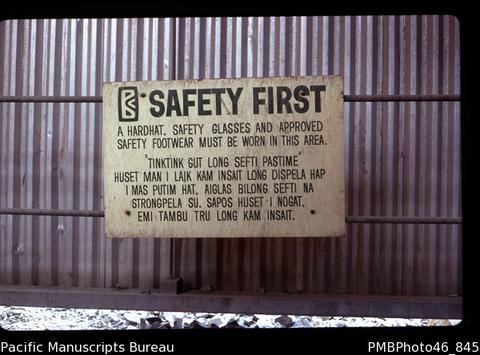 SAFETY FIRST
A HARDHAT, SAFETY GLASSES AND APPROVED
SAFETY FOOTWEAR MUST BE WORN IN THIS AREA.
"TINKTINK GUT LONG SEFTI PASTIME"
HUSET MAN I LAIK KAM INSAIT LONG DISPELA HAP
I MAS PUTIM HAT, AIGLAS BILONG SEFTI NA
STRONGPELA SU. SAPOS HUSET I NOGAT,
EMI TAMBU TRU LONG KAM INSAIT.
Pacific Manuscripts Bureau
PMBPhoto46_845